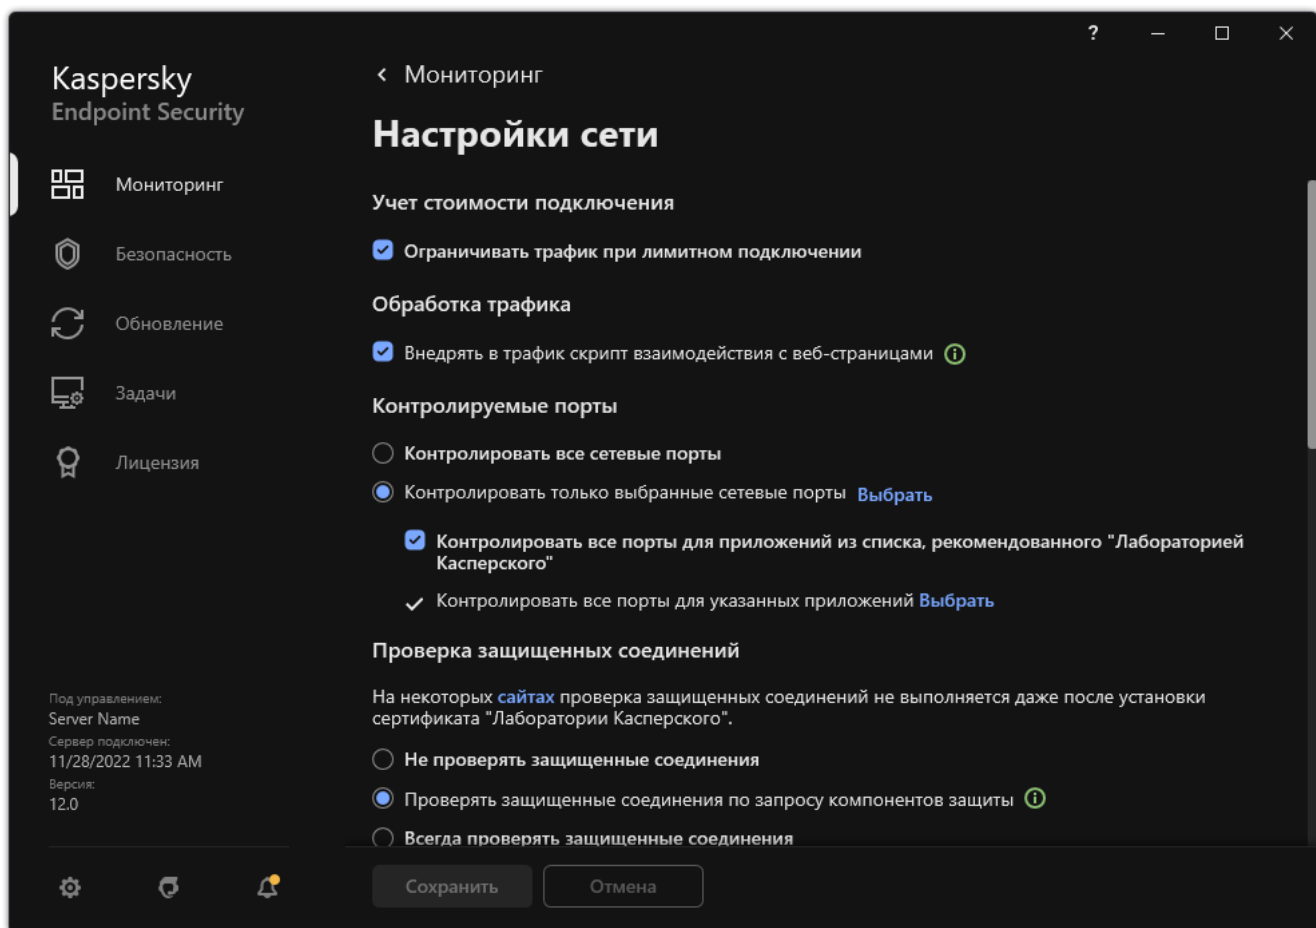 ?
Kaspersky
Endpoint Security
Мониторинг
Безопасность
Обновление
Задачи
Лицензия
Под управлением:
Server Name
Сервер подключен:
11/28/2022 11:33 AM
Версия:
12.0
Мониторинг
Настройки сети
Учет стоимости подключения
Ограничивать трафик при лимитном подключении
Обработка трафика
Внедрять в трафик скрипт взаимодействия с веб-страницами
Контролируемые порты
Контролировать все сетевые порты
Контролировать только выбранные сетевые порты Выбрать
Контролировать все порты для приложений из списка, рекомендованного "Лабораторией
Касперского"
Контролировать все порты для указанных приложений Выбрать
Проверка защищенных соединений
На некоторых сайтах проверка защищенных соединений не выполняется даже после установки
сертификата "Лаборатории Касперского".
Не проверять защищенные соединения
Проверять защищенные соединения по запросу компонентов защиты
Всегда проверять защищенные соединения
Сохранить
Отмена